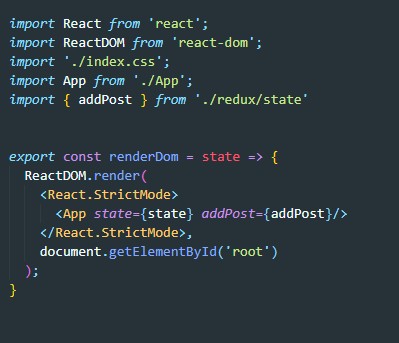 import React from 'react';
import ReactDOM from 'react-dom';
import './index.css';
import App from './App';
import { addPost } from './redux/state'
export const renderDom = state => {
ReactDOM.render(
<React.StrictMode>
<App state={state} addPost={addPost}/>
</React.StrictMode>,
document.getElementById('root')
);
}